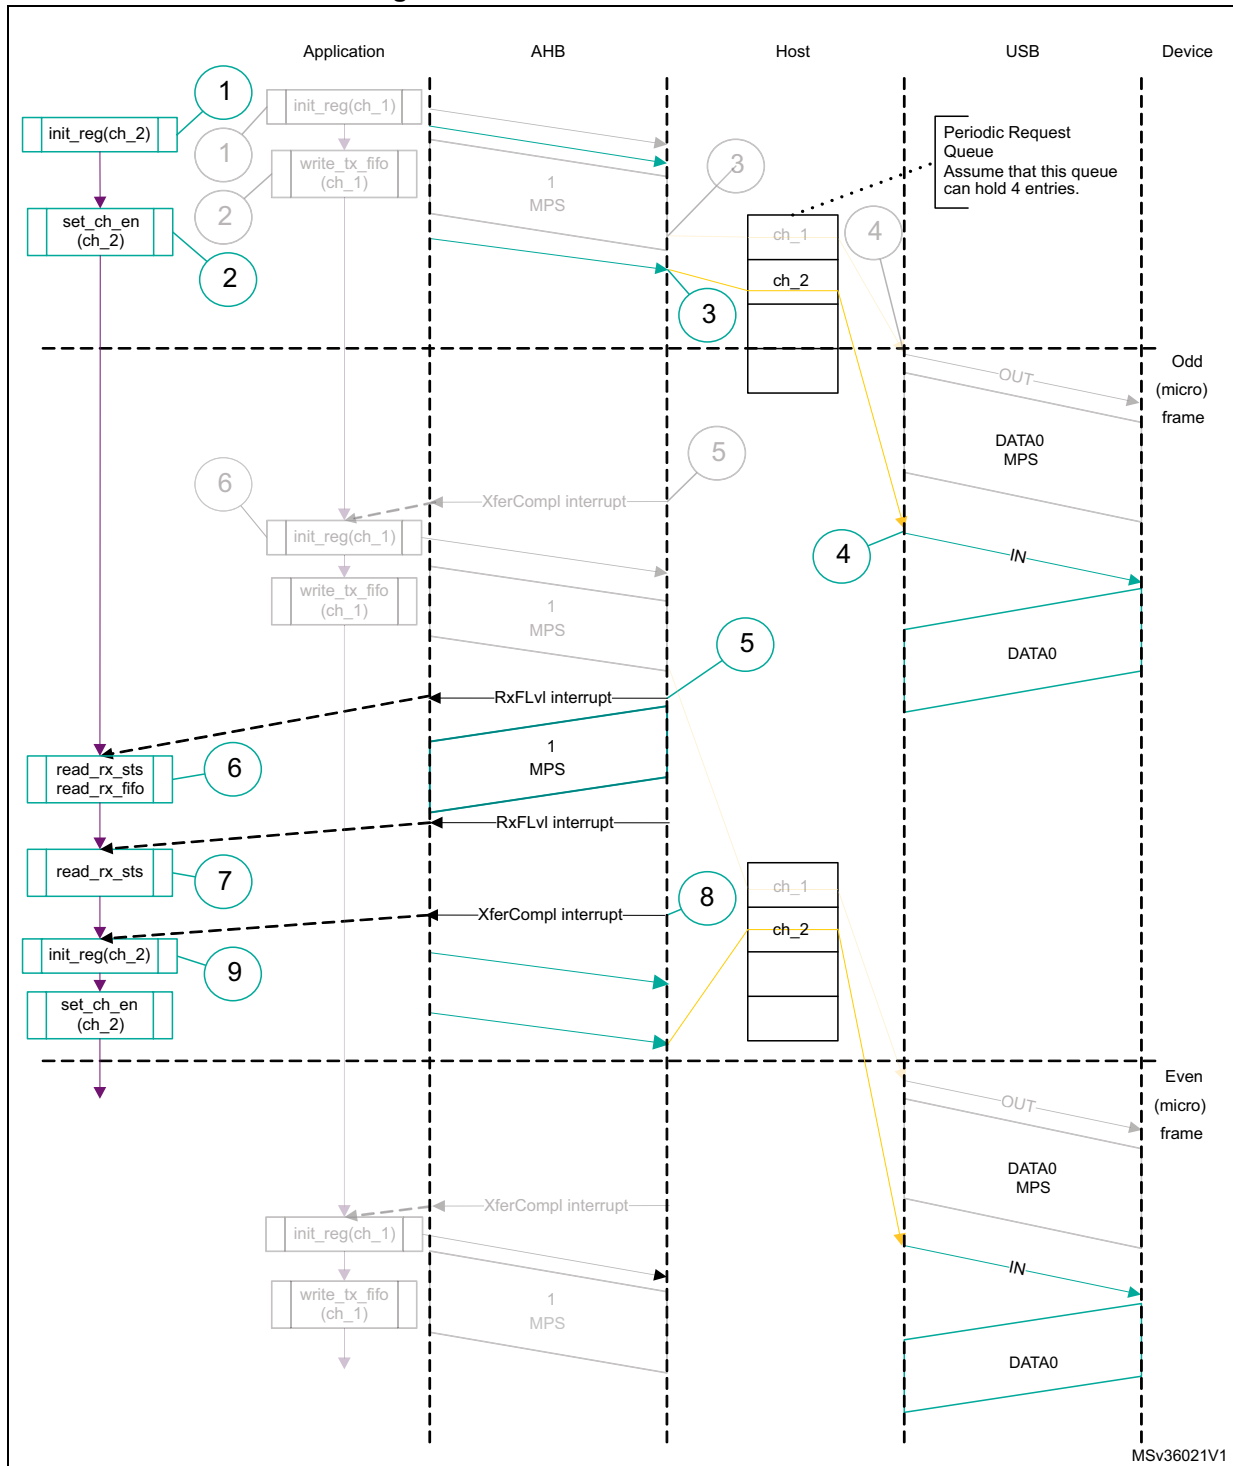 Application
AHB
Host
USB
Device
1
init_reg(ch_1)
init_reg(ch_2)
1
Periodic Request
Queue
Assume that this queue
can hold 4 entries.
write_tx_fifo
(ch_1)
3
1
MPS
2
set_ch_en
(ch_2)
ch_1
4
2
ch_2
3
Odd
(micro)
frame
OUT
DATA0
MPS
5
6
XferCompl interrupt
init_reg(ch_1)
4
IN
write_tx_fifo
(ch_1)
1
MPS
5
DATA0
RxFLvl interrupt
read_rx_sts
read_rx_fifo
6
1
MPS
RxFLvl interrupt
read_rx_sts
7
ch_1
8
XferCompl interrupt
ch_2
init_reg(ch_2)
9
set_ch_en
(ch_2)
Even
(micro)
frame
OUT
DATA0
MPS
XferCompl interrupt
init_reg(ch_1)
IN
write_tx_fifo
(ch_1)
1
MPS
DATA0
MSv36021V1